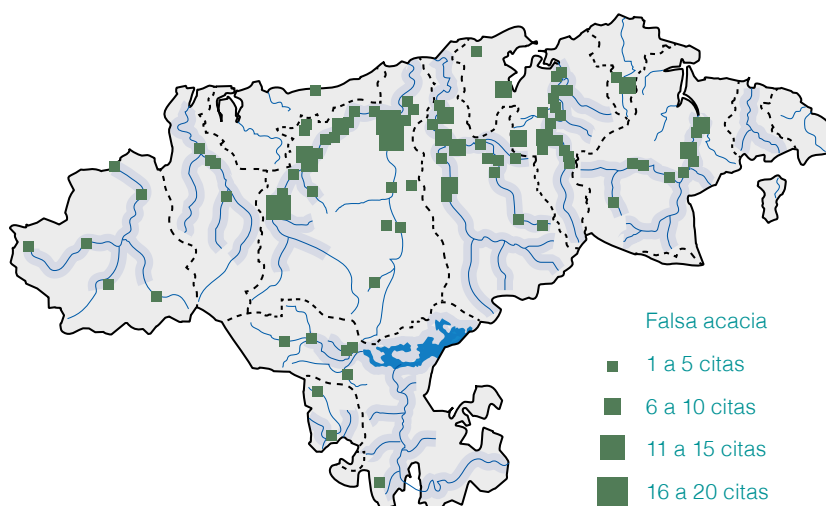 Falsa acacia
1 a 5 citas
6 a 10 citas
11 a 15 citas
16 a 20 citas